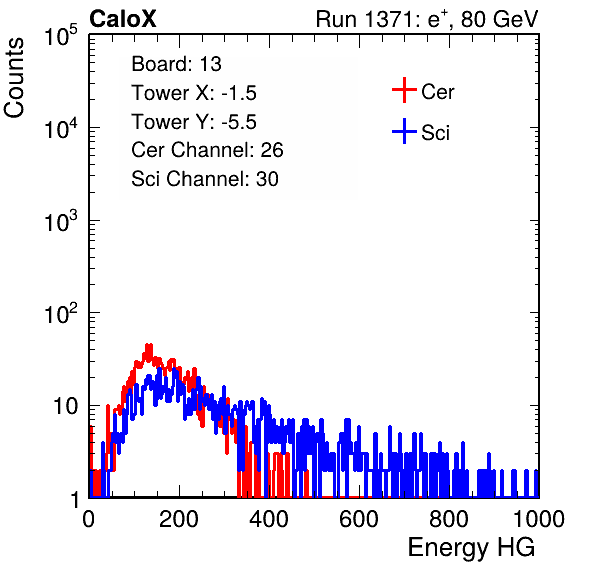 CaloX Run 1371: e⁺, 80 GeV
Counts
Board: 13
Tower X: -1.5
Tower Y: -5.5
Cer Channel: 26
Sci Channel: 30
Cer
Sci
10⁵
10⁴
10³
10²
10
1
0 200 400 600 800 1000
Energy HG